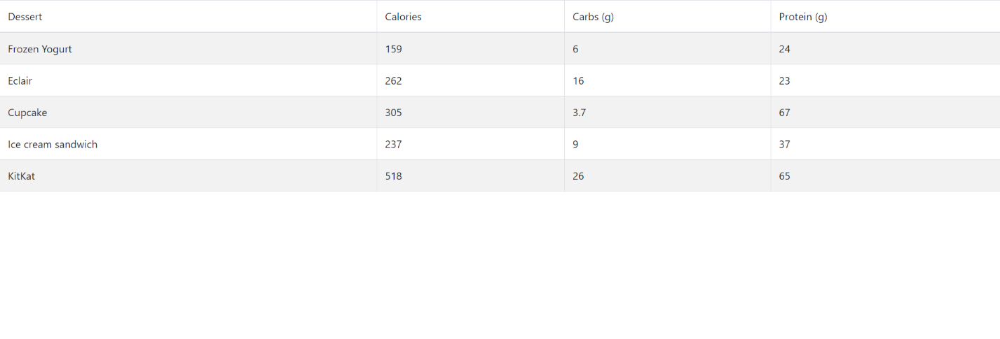 Dessert Calories Carbs (g) Protein (g)
Frozen Yogurt 159 6 24
Eclair 262 16 23
Cupcake 305 3.7 67
Ice cream sandwich 237 9 37
KitKat 518 26 65